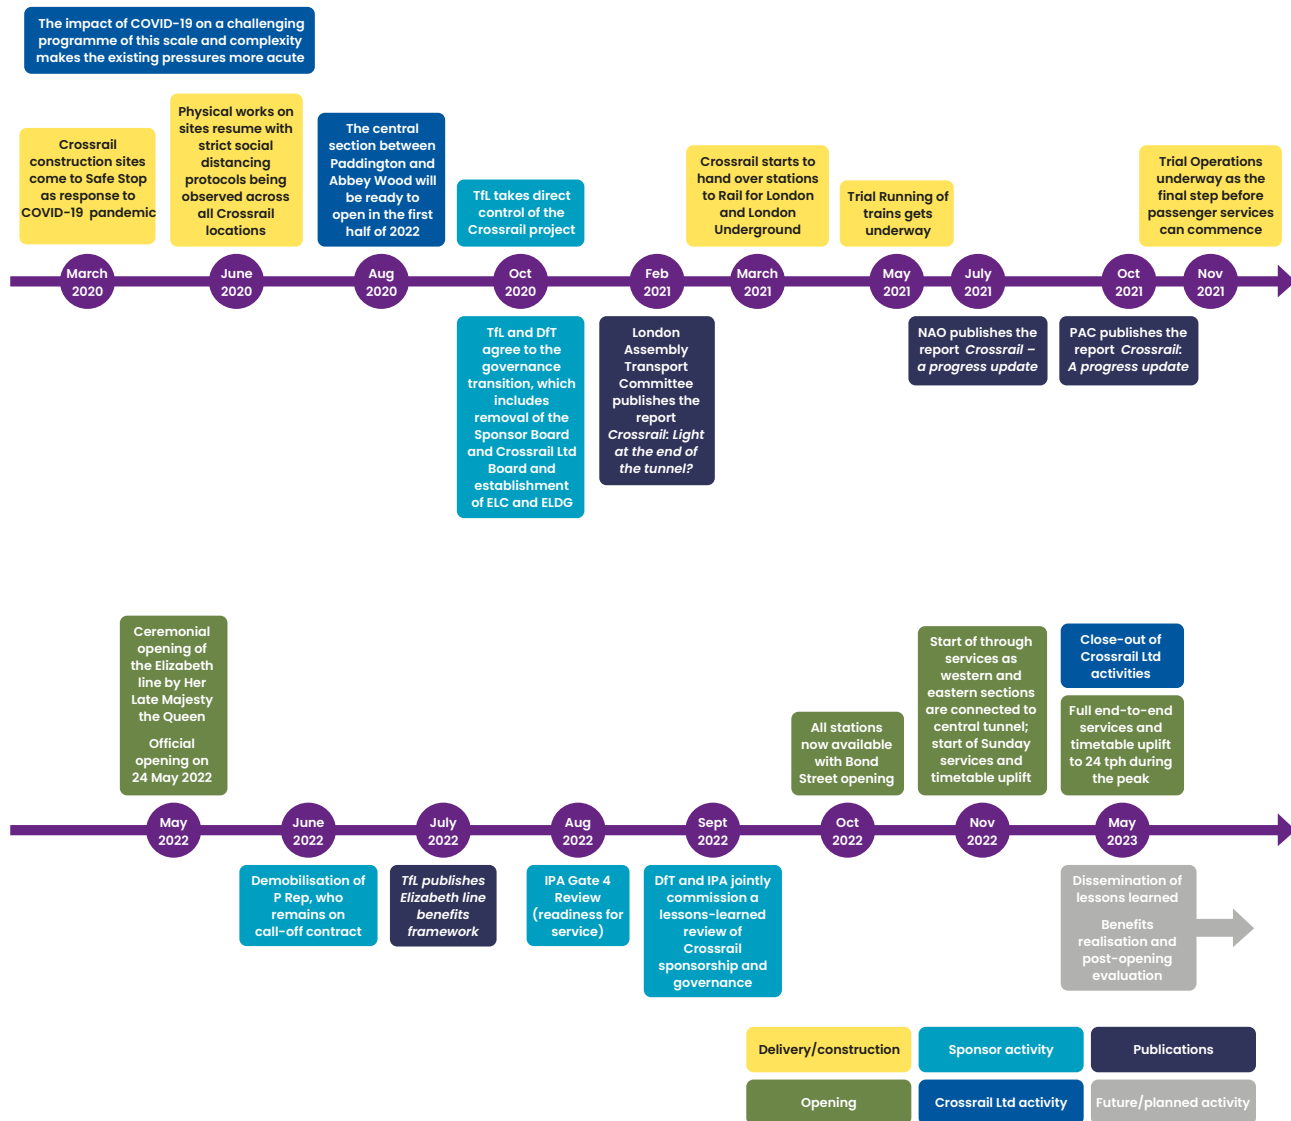 The impact of COVID-19 on a challenging
programme of this scale and complexity
makes the existing pressures more acute
Crossrail
construction sites
come to Safe Stop
as response to
COVID-19 pandemic
Physical works on
sites resume with
strict social
distancing
protocols being
observed across
all Crossrail
locations
The central
section between
Paddington and
Abbey Wood will
be ready to
open in the first
half of 2022
TfL takes direct
control of the
Crossrail project
Crossrail starts to
hand over stations
to Rail for London
and London
Underground
Trial Running of
trains gets
underway
Trial Operations
underway as the
final step before
passenger services
can commence
March
2020
June
2020
Aug
2020
Oct
2020
Feb
2021
March
2021
May
2021
July
2021
Oct
2021
Nov
2021
TfL and DfT
agree to the
governance
transition, which
includes
removal of the
Sponsor Board
and Crossrail Ltd
Board and
establishment
of ELC and ELDG
London
Assembly
Transport
Committee
publishes the
report
Crossrail: Light
at the end of
the tunnel?
NAO publishes the
report Crossrail –
a progress update
PAC publishes the
report Crossrail:
A progress update
Ceremonial
opening of
the Elizabeth
line by Her
Late Majesty
the Queen
Official
opening on
24 May 2022
All stations
now available
with Bond
Street opening
Start of through
services as
western and
eastern sections
are connected to
central tunnel;
start of Sunday
services and
timetable uplift
Close-out of
Crossrail Ltd
activities
Full end-to-end
services and
timetable uplift
to 24 tph during
the peak
May
2022
June
2022
July
2022
Aug
2022
Sept
2022
Oct
2022
Nov
2022
May
2023
Demobilisation of
P Rep, who
remains on
call-off contract
TfL publishes
Elizabeth line
benefits
framework
IPA Gate 4
Review
(readiness for
service)
DfT and IPA jointly
commission a
lessons-learned
review of
Crossrail
sponsorship and
governance
Dissemination of
lessons learned
Benefits
realisation and
post-opening
evaluation
Delivery/construction
Sponsor activity
Publications
Opening
Crossrail Ltd activity
Future/planned activity